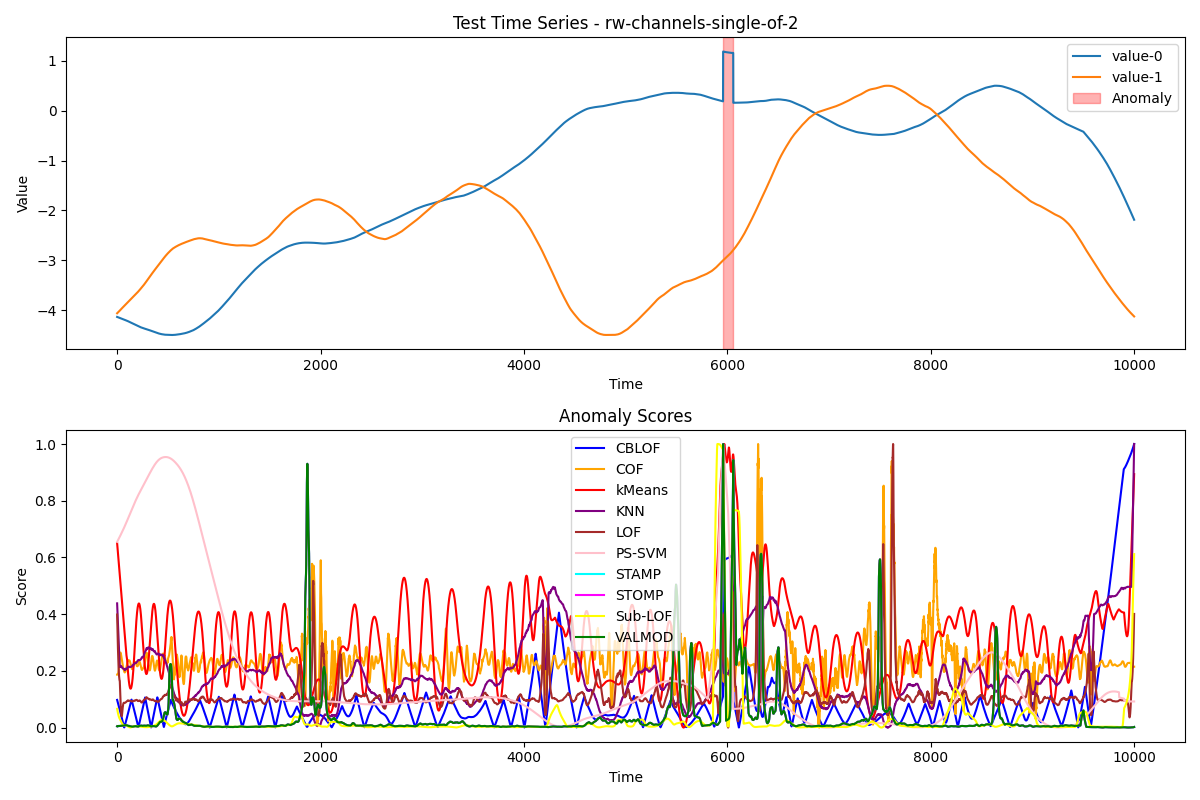 Test Time Series - rw-channels-single-of-2
1
0
−1
−2
−3
−4
Value
value-0
value-1
Anomaly
0
2000
4000
6000
8000
10000
Time
Anomaly Scores
1.0
0.8
0.6
0.4
0.2
0.0
Score
CBLOF
COF
kMeans
KNN
LOF
PS-SVM
STAMP
STOMP
Sub-LOF
VALMOD
0
2000
4000
6000
8000
10000
Time